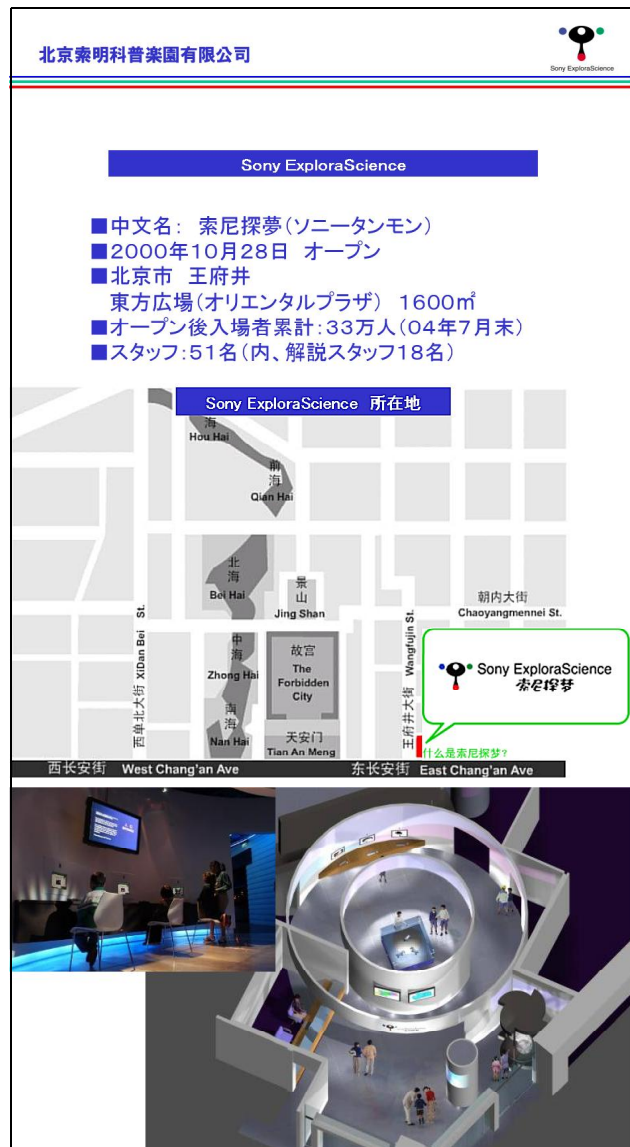 北京索明科普楽園有限公司
Sony ExploraScience
Sony ExploraScience
■中文名： 索尼探夢（ソニータンモン）
■2000年10月28日 オープン
■北京市 王府井
東方広場（オリエンタルプラザ） 1600㎡
■オープン後入場者累計：33万人（04年7月末）
■スタッフ：51名（内、解説スタッフ18名）
Sony ExploraScience 所在地
海
Hou Hai
前海
Qian Hai
北海
Bei Hai
景山
Jing Shan
朝内大街
Chaoyangmennei St.
西单北大街 XiDan Bei St.
中海
Zhong Hai
故宫
The
Forbidden
City
王府井大街 Wangfujin St.
Sony ExploraScience
索尼探梦
南海
Nan Hai
天安门
Tian An Meng
什么是索尼探梦?
西长安街 West Chang'an Ave
东长安街 East Chang'an Ave